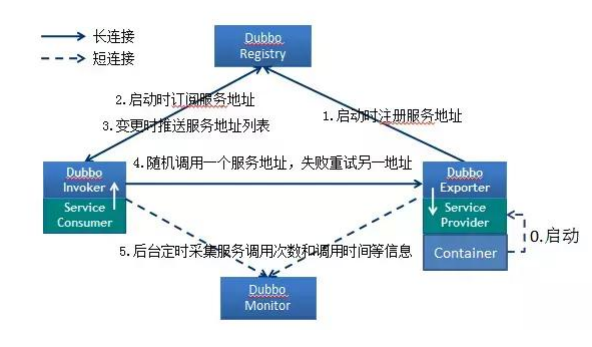 长连接
短连接
Dubbo
Registry
2.启动时订阅服务地址
3.变更时推送服务地址列表
1.启动时注册服务地址
4.随机调用一个服务地址，失败重试另一地址
Dubbo
Invoker
Service
Consumer
Dubbo
Exporter
Service
Provider
Container
0.启动
5.后台定时采集服务调用次数和调用时间等信息
Dubbo
Monitor